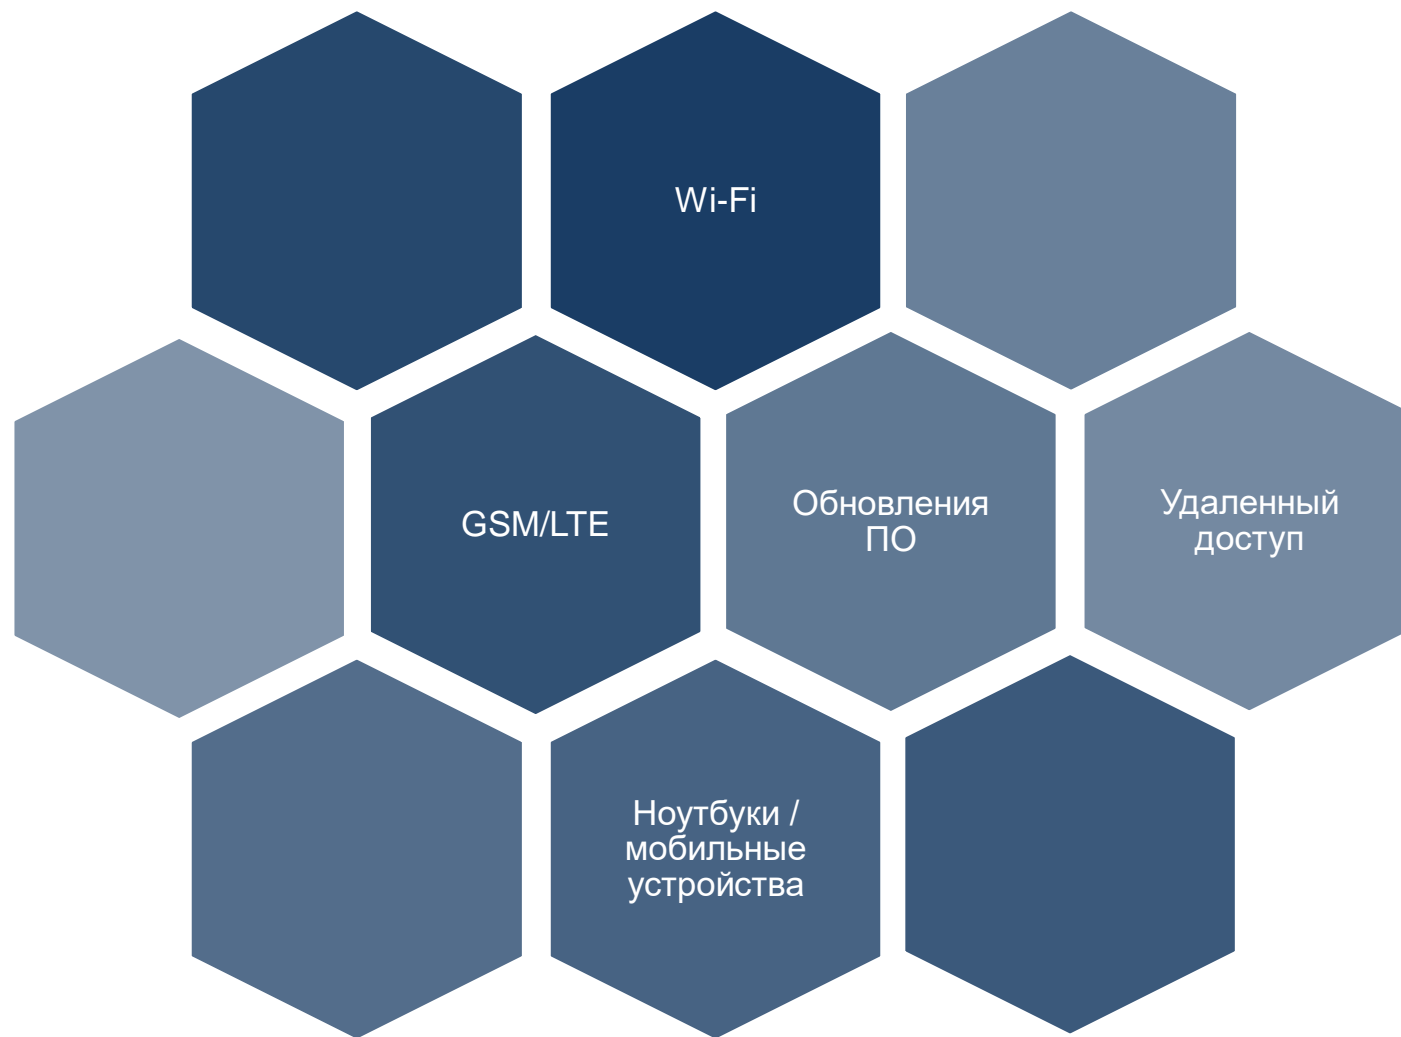 Wi-Fi
GSM/LTE
Обновления
ПО
Удаленный
доступ
Ноутбуки /
мобильные
устройства